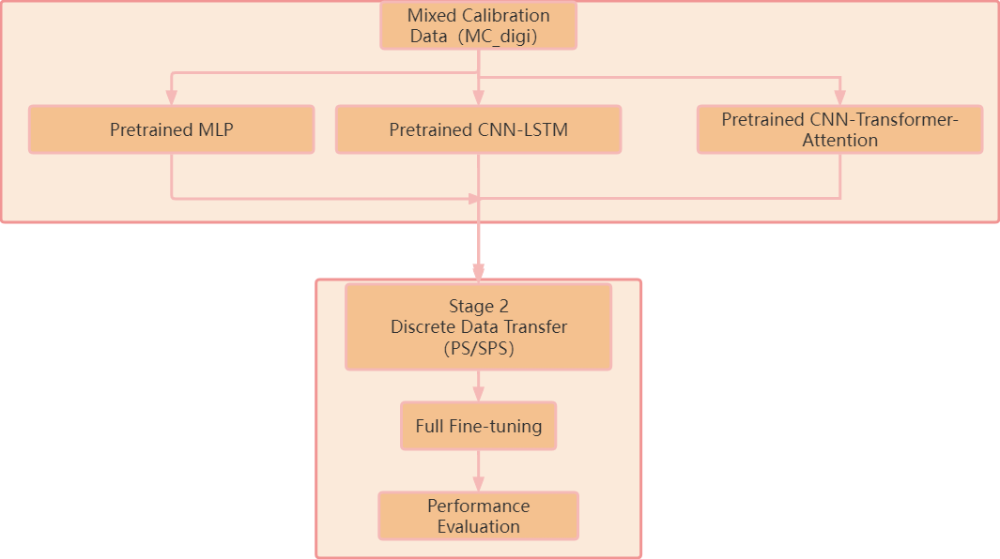 Mixed Calibration
Data（MC_digi）
Pretrained MLP
Pretrained CNN-LSTM
Pretrained CNN-Transformer-
Attention
Stage 2
Discrete Data Transfer
（PS/SPS）
Full Fine-tuning
Performance
Evaluation